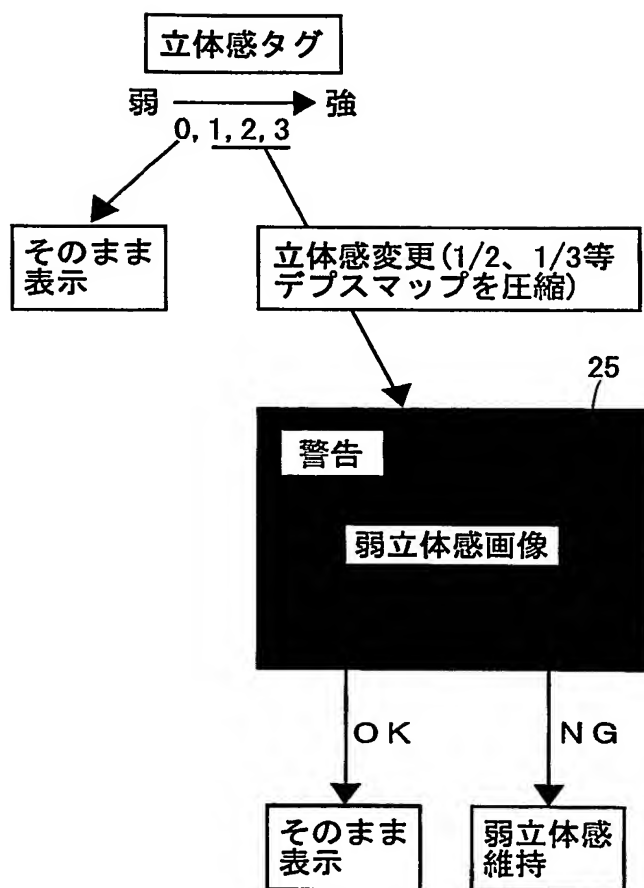 立体感タグ
弱 強
0, 1, 2, 3
そのまま
表示
立体感変更(1/2、1/3等
デプスマップを圧縮)
25
警告
弱立体感画像
OK
NG
そのまま
表示
弱立体感
維持